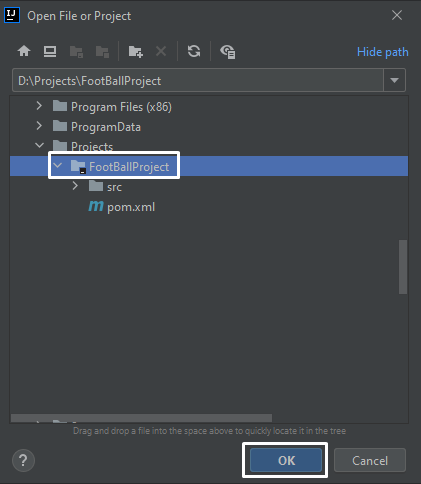 IJ Open File or Project
Hide path
D:\Projects\FootBallProject
Program Files (x86)
ProgramData
Projects
FootBallProject
src
m pom.xml
Drag and drop a file into the space above to quickly locate it in the tree
? OK Cancel